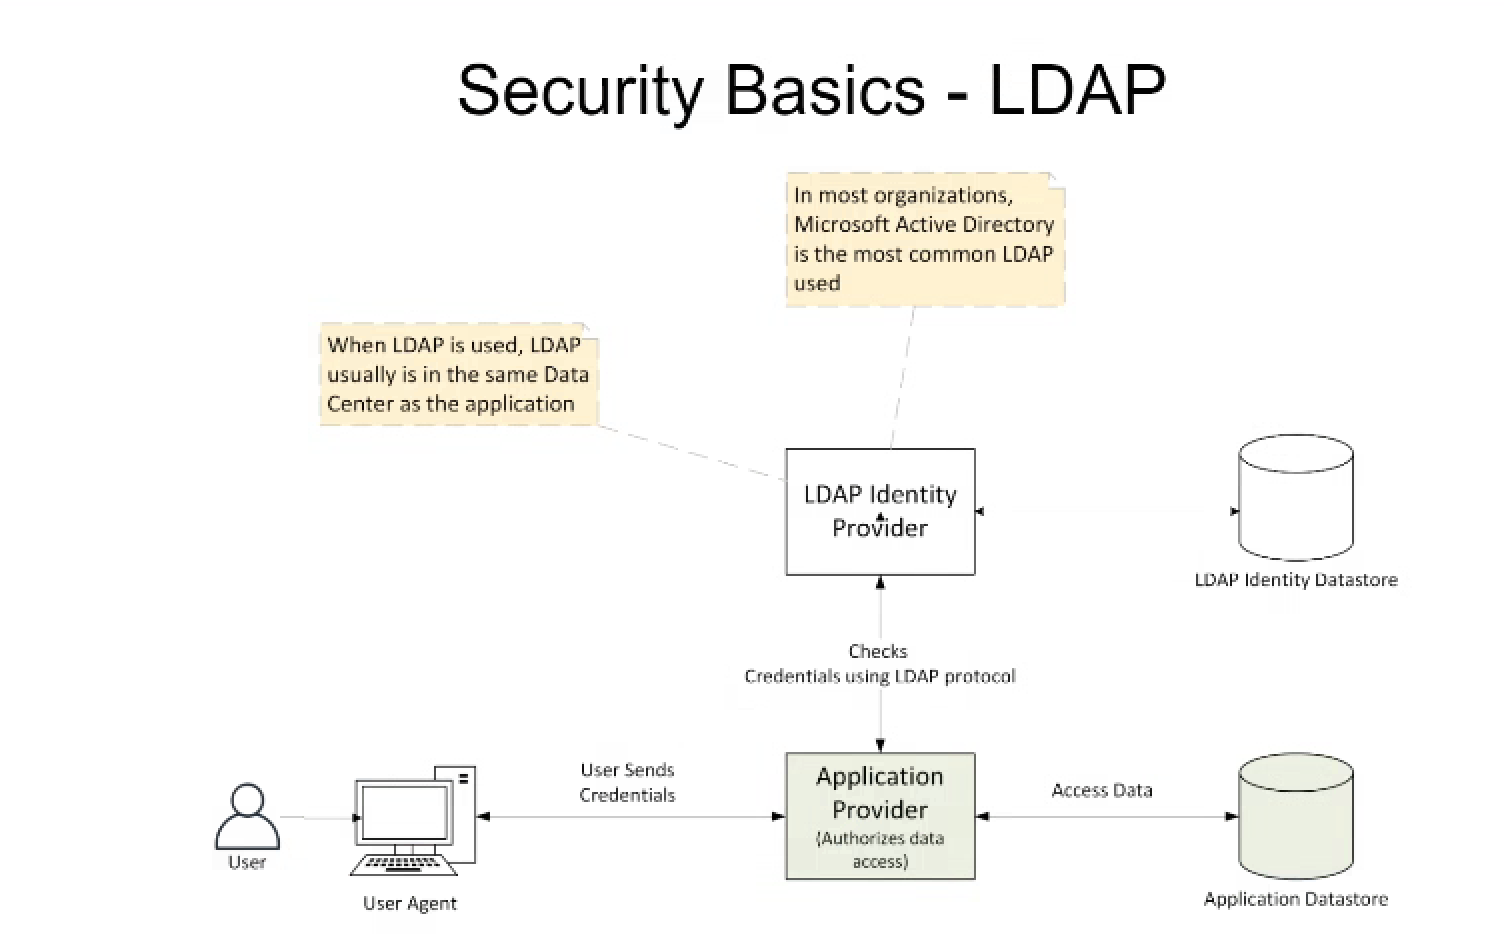 Security Basics - LDAP
In most organizations,
Microsoft Active Directory
is the most common LDAP
used
When LDAP is used, LDAP
usually is in the same Data
Center as the application
LDAP Identity
Provider
LDAP Identity Datastore
Checks
Credentials using LDAP protocol
User Sends
Credentials
Application
Provider
(Authorizes data
access)
Access Data
User
User Agent
Application Datastore